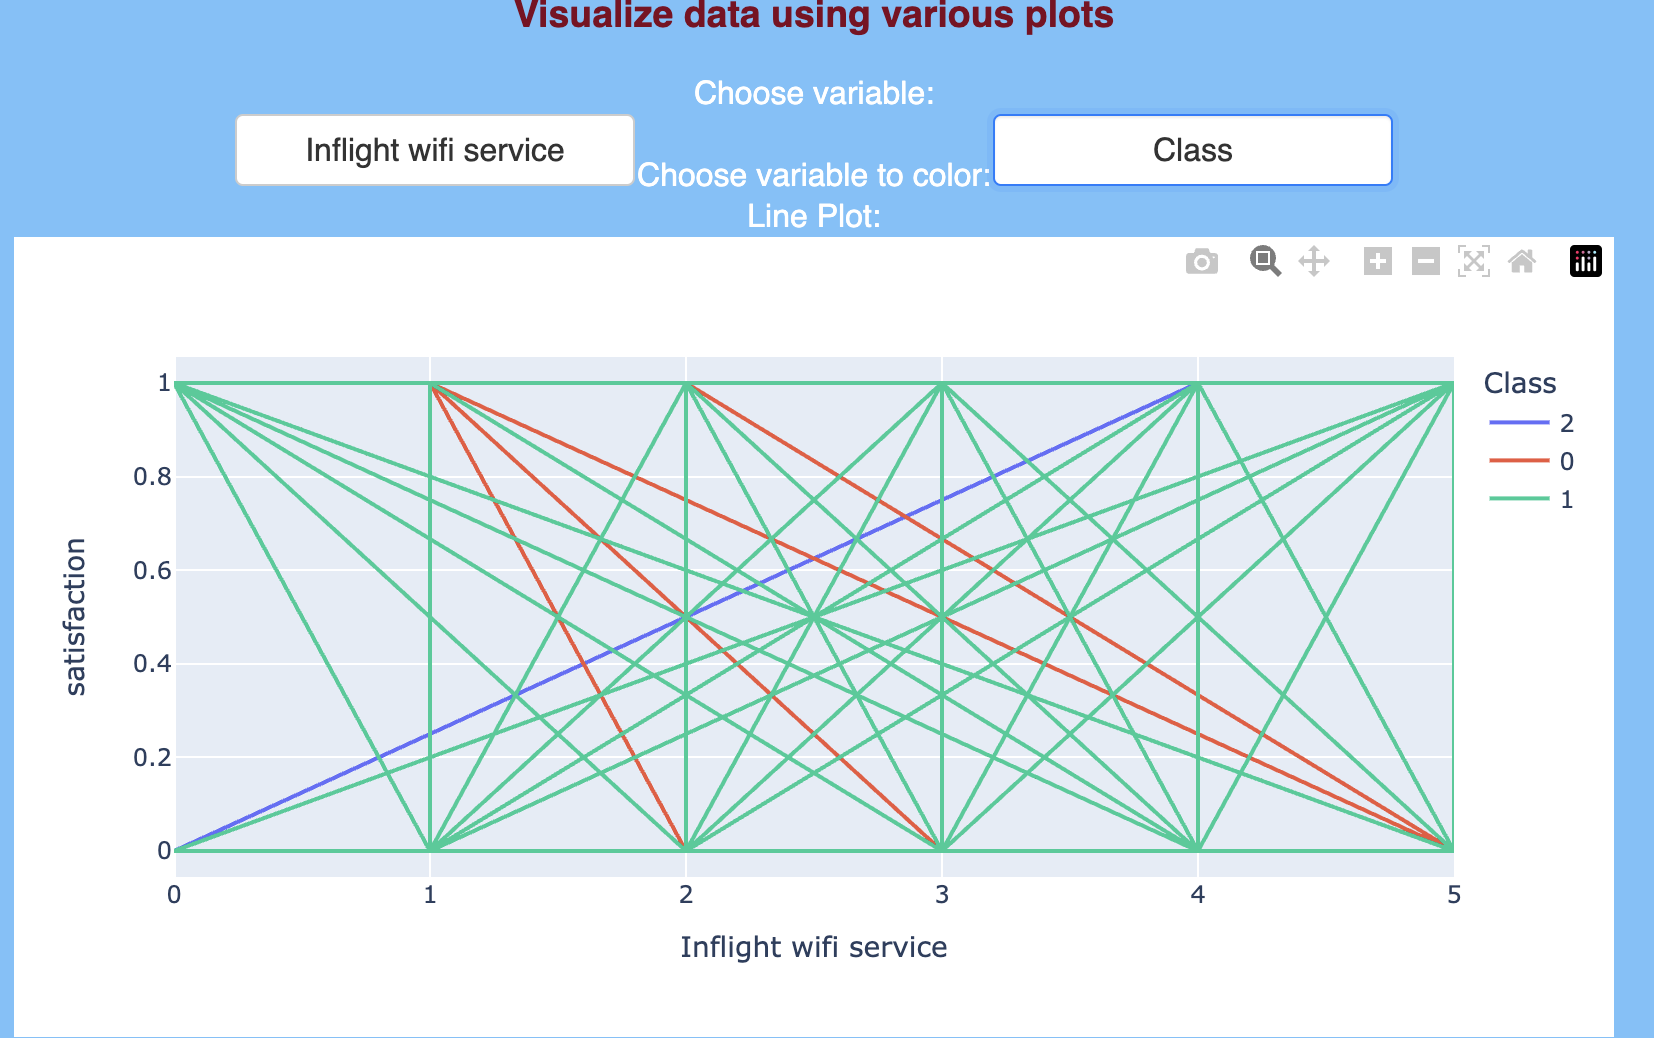 Visualize data using various plots
Choose variable:
Inflight wifi service
Class
Choose variable to color:
Line Plot:
Class
2
0
1
1
0.8
0.6
0.4
0.2
0
satisfaction
0 1 2 3 4 5
Inflight wifi service